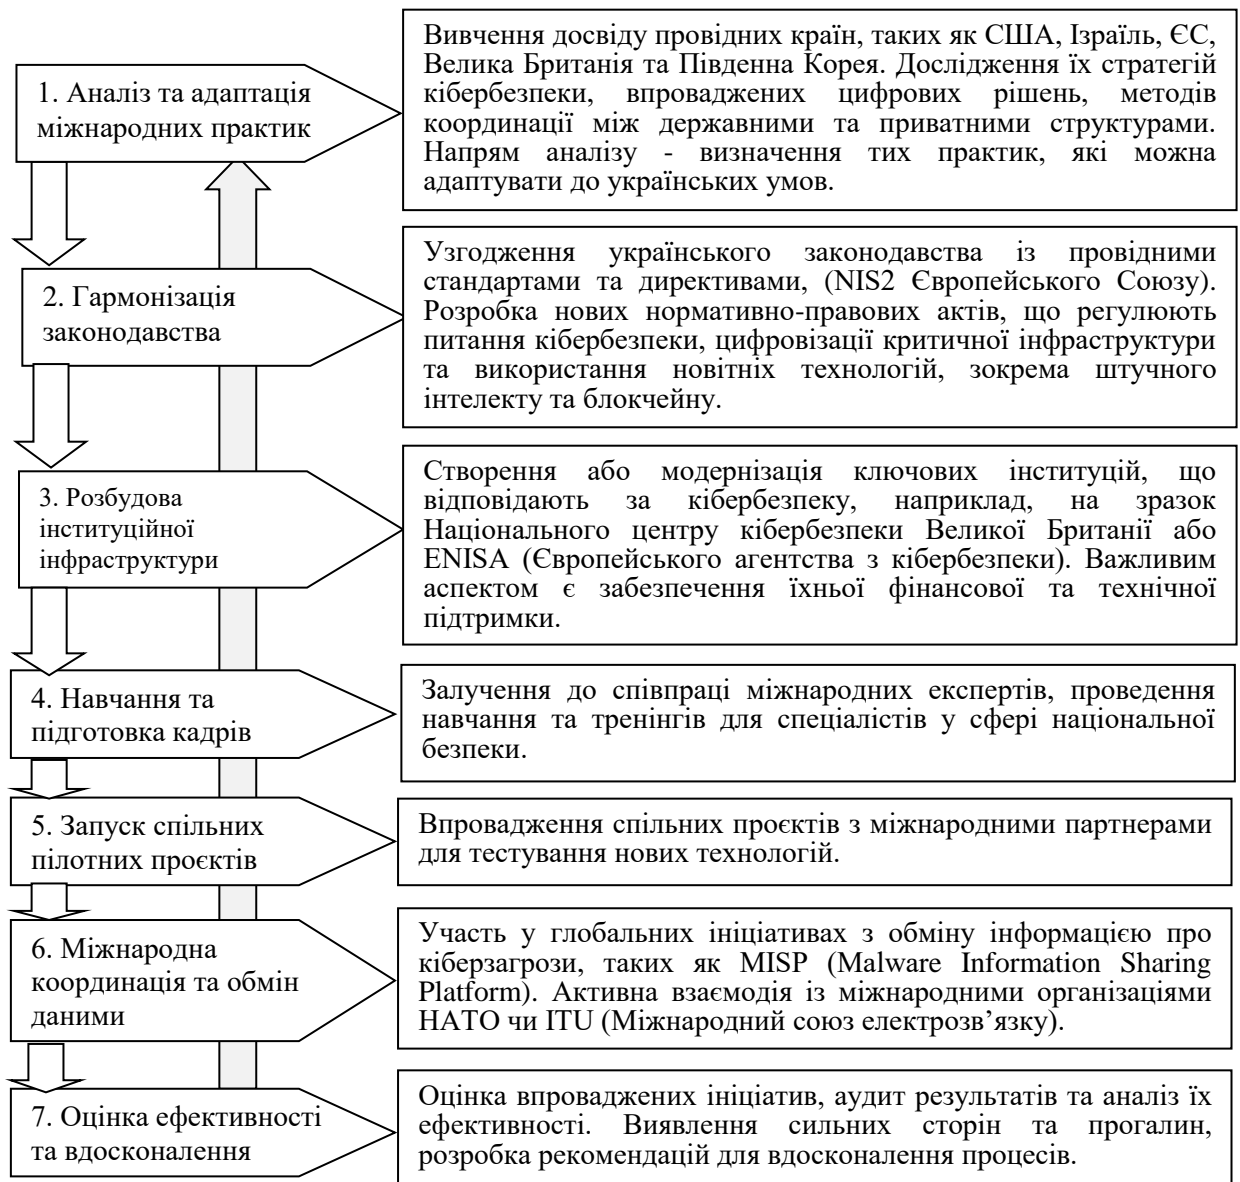 1. Аналіз та адаптація
міжнародних практик
Вивчення досвіду провідних країн, таких як США, Ізраїль, ЄС,
Велика Британія та Південна Корея. Дослідження їх стратегій
кібербезпеки, впроваджених цифрових рішень, методів
координації між державними та приватними структурами.
Напрям аналізу - визначення тих практик, які можна
адаптувати до українських умов.
2. Гармонізація
законодавства
Узгодження українського законодавства із провідними
стандартами та директивами, (NIS2 Європейського Союзу).
Розробка нових нормативно-правових актів, що регулюють
питання кібербезпеки, цифровізації критичної інфраструктури
та використання новітніх технологій, зокрема штучного
інтелекту та блокчейну.
3. Розбудова
інституційної
інфраструктури
Створення або модернізація ключових інституцій, що
відповідають за кібербезпеку, наприклад, на зразок
Національного центру кібербезпеки Великої Британії або
ENISA (Європейського агентства з кібербезпеки). Важливим
аспектом є забезпечення їхньої фінансової та технічної
підтримки.
4. Навчання та
підготовка кадрів
Залучення до співпраці міжнародних експертів, проведення
навчання та тренінгів для спеціалістів у сфері національної
безпеки.
5. Запуск спільних
пілотних проєктів
Впровадження спільних проєктів з міжнародними партнерами
для тестування нових технологій.
6. Міжнародна
координація та обмін
даними
Участь у глобальних ініціативах з обміну інформацією про
кіберзагрози, таких як MISP (Malware Information Sharing
Platform). Активна взаємодія із міжнародними організаціями
НАТО чи ITU (Міжнародний союз електрозв’язку).
7. Оцінка ефективності
та вдосконалення
Оцінка впроваджених ініціатив, аудит результатів та аналіз їх
ефективності. Виявлення сильних сторін та прогалин,
розробка рекомендацій для вдосконалення процесів.